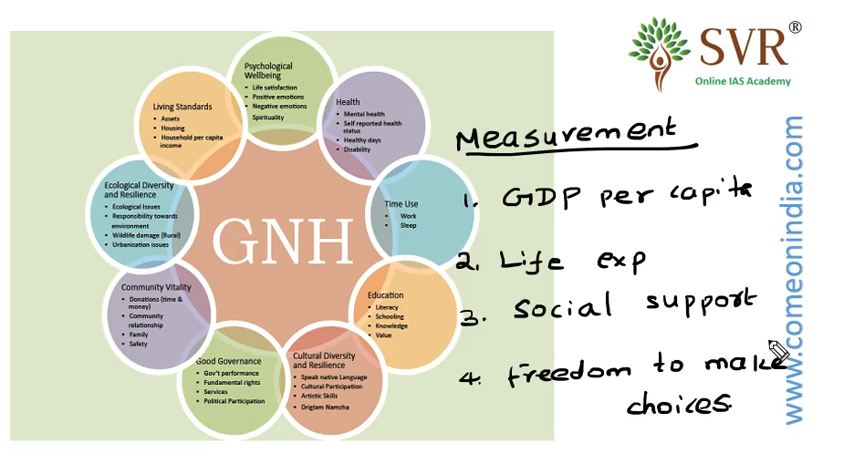 SVR®
Online IAS Academy
www.comeonindia.com
GNH
Psychological
Wellbeing
• Life satisfaction
• Positive emotions
• Negative emotions
Spirituality
Health
• Mental health
• Self reported health
status
• Healthy days
• Disability
Time Use
• Work
• Sleep
Education
• Literacy
• Schooling
• Knowledge
• Value
Cultural Diversity
and Resilience
• Speak native Language
• Cultural Participation
• Artistic Skills
• Driglam Namzha
Good Governance
• Gov't performance
• Fundamental rights
• Services
• Political Participation
Community Vitality
• Donations (time &
money)
• Community
relationship
• Family
• Safety
Ecological Diversity
and Resilience
• Ecological Issues
• Responsibility towards
environment
• Wildlife damage (Rural)
• Urbanization issues
Living Standards
• Assets
• Housing
• Household per capita
income
Measurement
1. GDP per capita
2. Life exp
3. Social support
4. Freedom to make
choices.